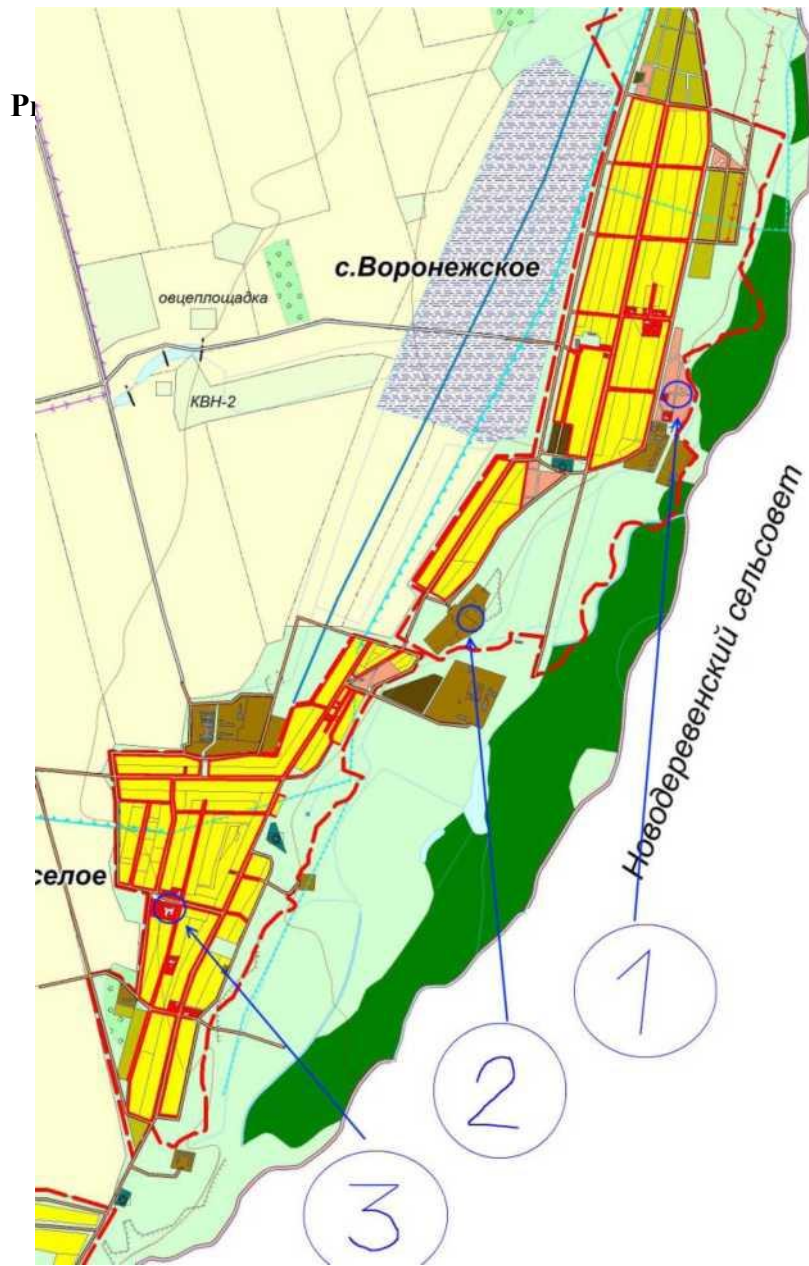 с.Воронежское
овцеплощадка
КВН-2
Новодеревенский сельсовет
селое
1
2
3